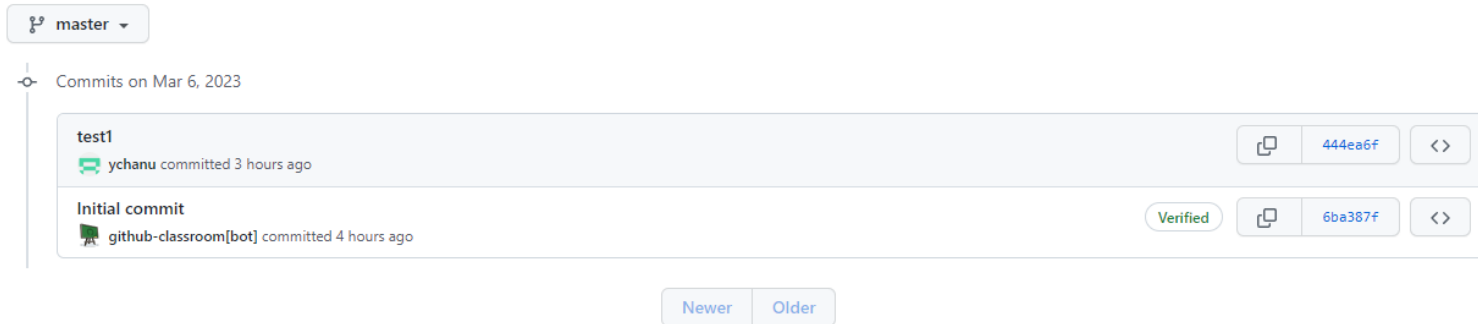 master
Commits on Mar 6, 2023
test1
444ea6f
ychanu committed 3 hours ago
Initial commit
Verified
6ba387f
github-classroom[bot] committed 4 hours ago
Newer Older